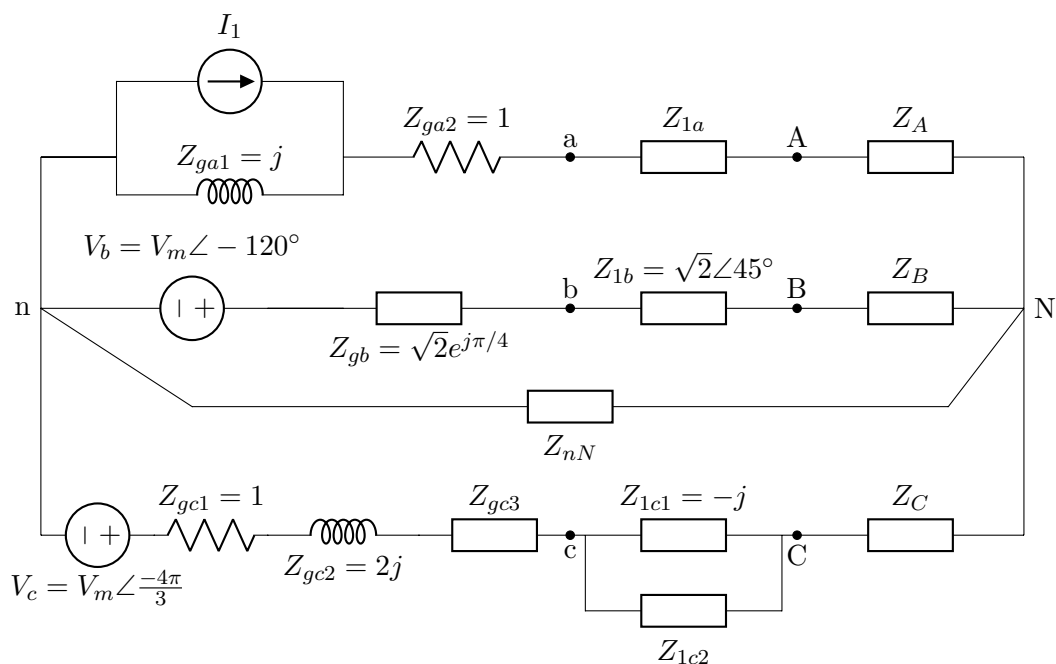 I₁
Z_{ga2} = 1
a
Z_{1a}
A
Z_A
Z_{ga1} = j
V_b = V_m∠ − 120°
n
b
Z_{1b} = √2∠45°
B
Z_B
N
Z_{gb} = √2e^{jπ/4}
Z_{nN}
Z_{gc1} = 1
Z_{gc3}
Z_{1c1} = −j
Z_C
c
C
Z_{gc2} = 2j
V_c = V_m∠\frac{-4π}{3}
Z_{1c2}